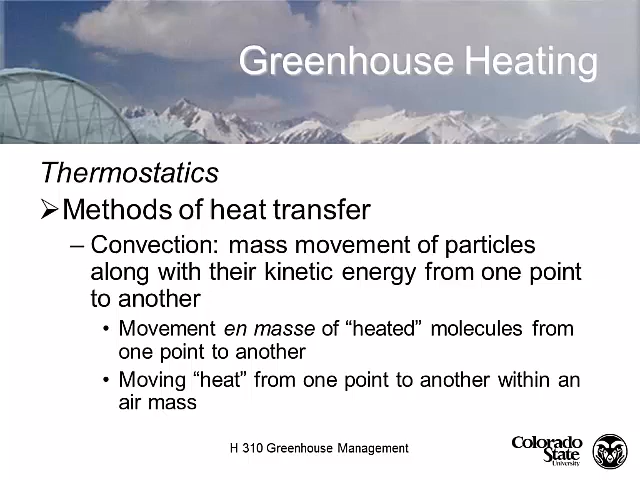 Greenhouse Heating
Thermostatics
➢Methods of heat transfer
– Convection: mass movement of particles
along with their kinetic energy from one point
to another
• Movement en masse of “heated” molecules from
one point to another
• Moving “heat” from one point to another within an
air mass
H 310 Greenhouse Management
Colorado
State
University